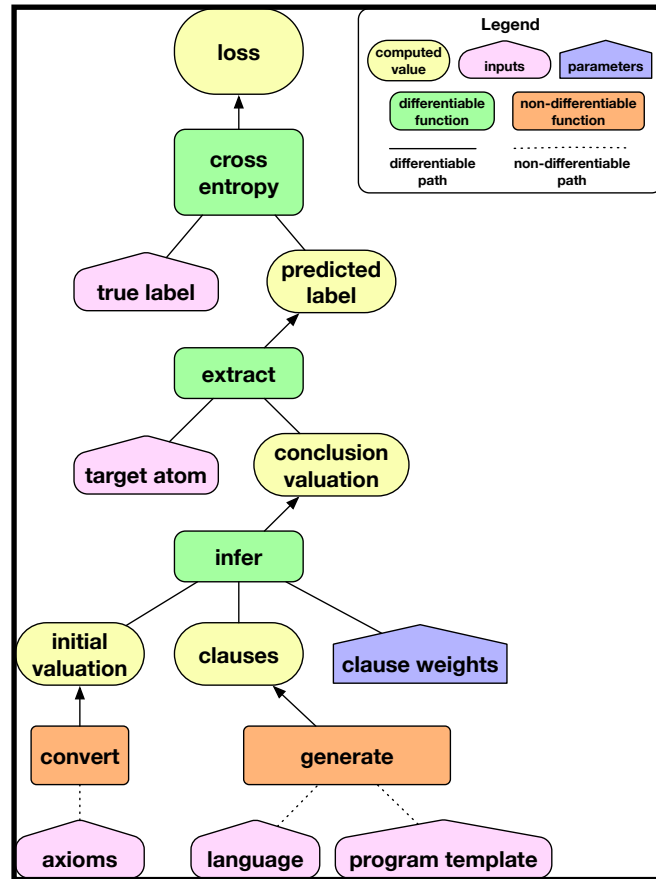 loss
Legend
computed
value
inputs
parameters
differentiable
function
non-differentiable
function
differentiable
path
non-differentiable
path
cross
entropy
true label
predicted
label
extract
target atom
conclusion
valuation
infer
initial
valuation
clauses
clause weights
convert
generate
axioms
language
program template